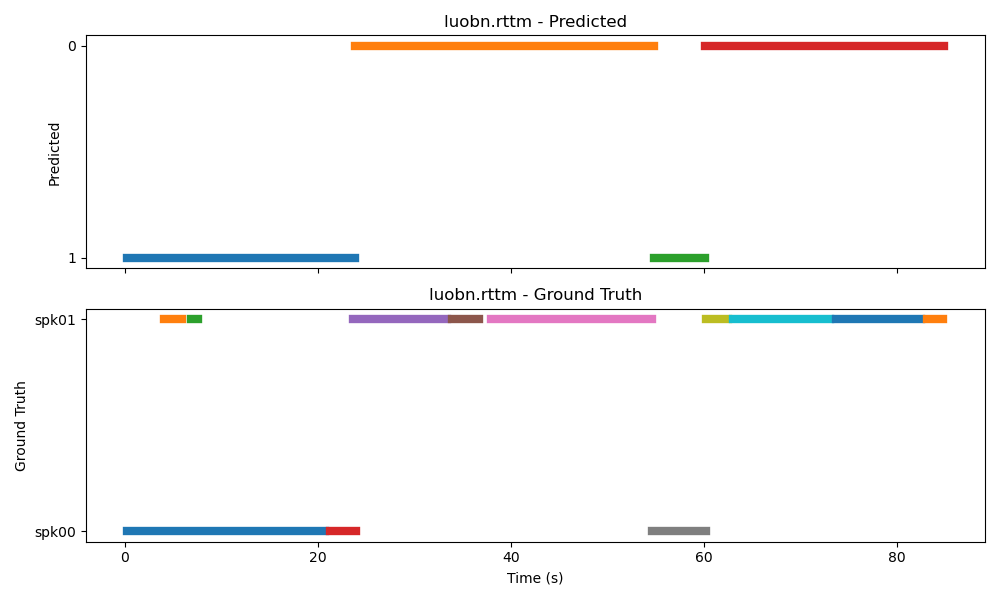 luobn.rttm - Predicted
0
Predicted
1
luobn.rttm - Ground Truth
spk01
Ground Truth
spk00
0 20 40 60 80
Time (s)